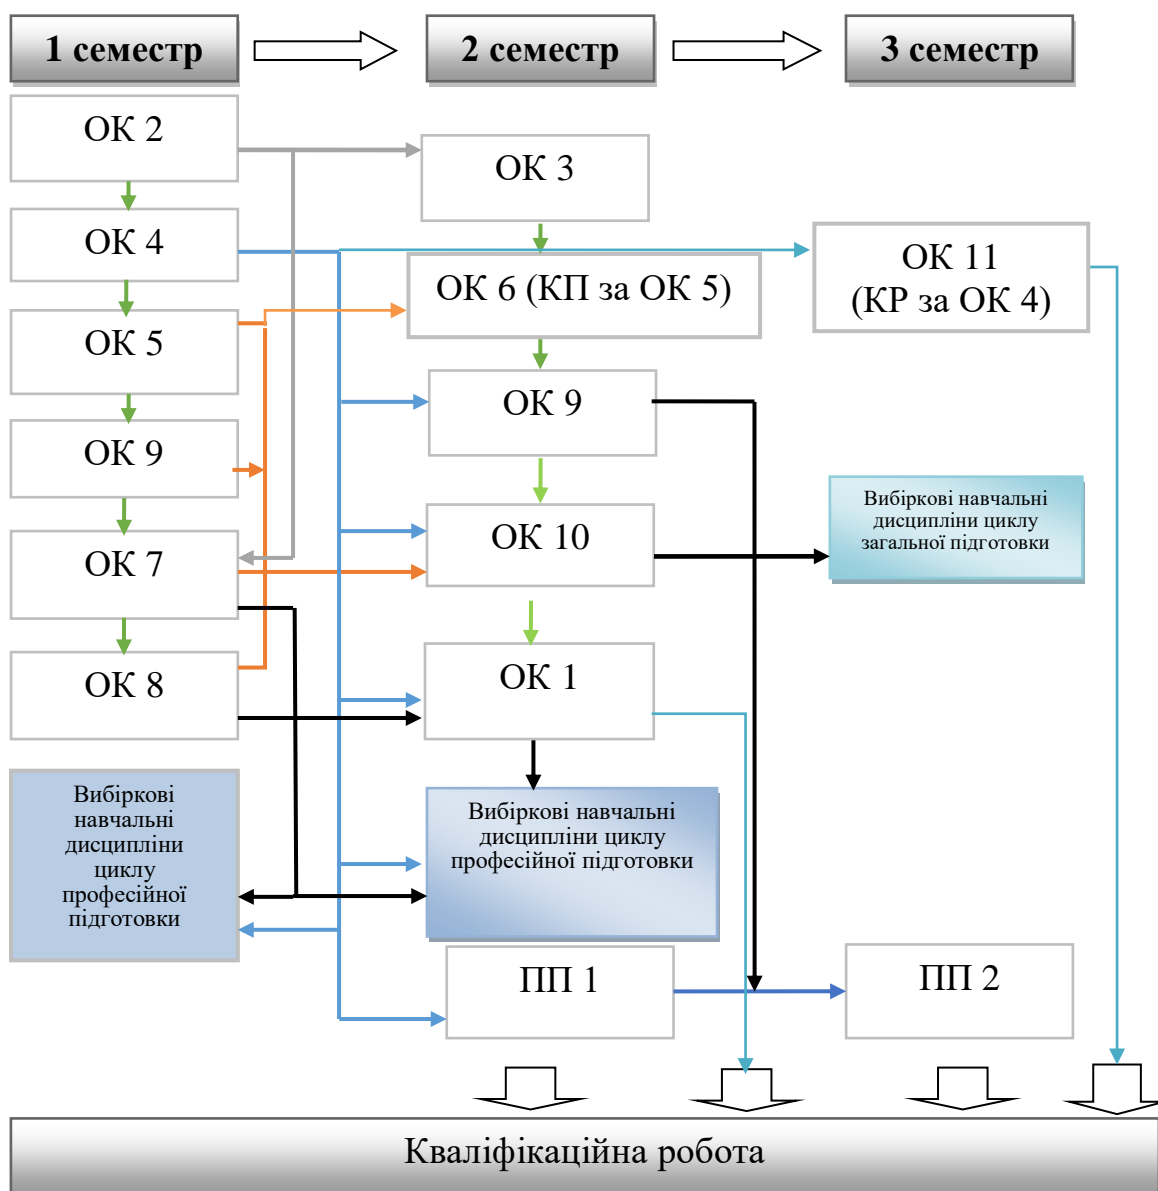 1 семестр
2 семестр
3 семестр
ОК 2
ОК 4
ОК 5
ОК 9
ОК 7
ОК 8
Вибіркові
навчальні
дисципліни
циклу
професійної
підготовки
ОК 3
ОК 6 (КП за ОК 5)
ОК 9
ОК 10
ОК 1
Вибіркові навчальні
дисципліни циклу
професійної підготовки
ПП 1
ОК 11
(КР за ОК 4)
Вибіркові навчальні
дисципліни циклу
загальної підготовки
ПП 2
Кваліфікаційна робота